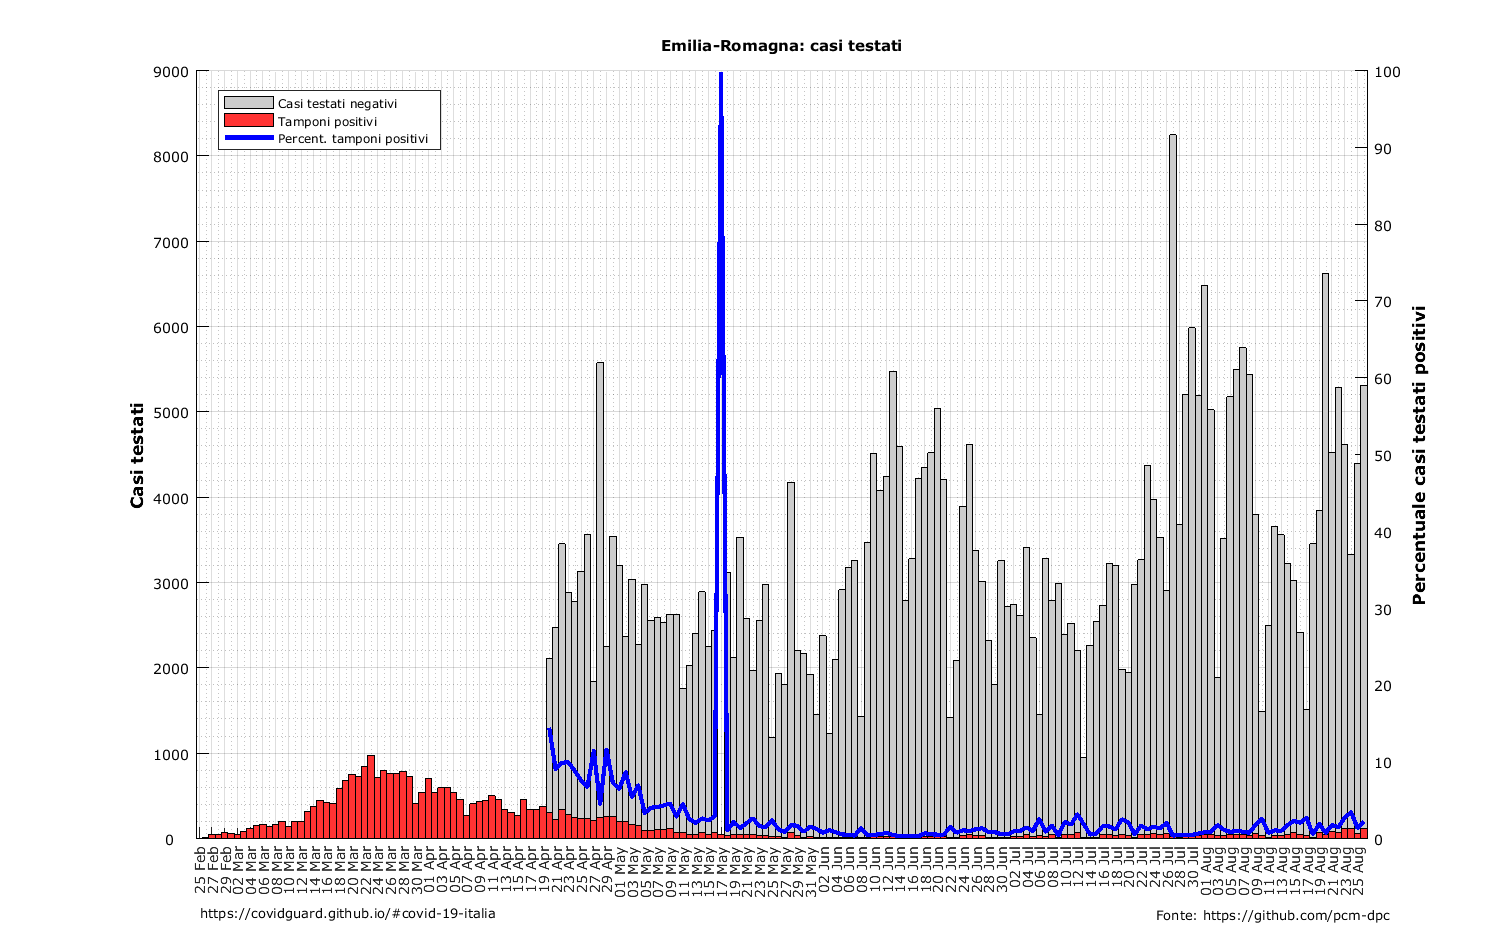 Emilia-Romagna: casi testati
9000
8000
7000
6000
5000
4000
3000
2000
1000
0
Casi testati
Casi testati negativi
Tamponi positivi
Percent. tamponi positivi
100
90
80
70
60
50
40
30
20
10
0
Percentuale casi testati positivi
25 Feb
27 Feb
29 Feb
02 Mar
04 Mar
06 Mar
08 Mar
10 Mar
12 Mar
14 Mar
16 Mar
18 Mar
20 Mar
22 Mar
24 Mar
26 Mar
28 Mar
30 Mar
01 Apr
03 Apr
05 Apr
07 Apr
09 Apr
11 Apr
13 Apr
15 Apr
17 Apr
19 Apr
21 Apr
23 Apr
25 Apr
27 Apr
29 Apr
01 May
03 May
05 May
07 May
09 May
11 May
13 May
15 May
17 May
19 May
21 May
23 May
25 May
27 May
29 May
31 May
02 Jun
04 Jun
06 Jun
08 Jun
10 Jun
12 Jun
14 Jun
16 Jun
18 Jun
20 Jun
22 Jun
24 Jun
26 Jun
28 Jun
30 Jun
02 Jul
04 Jul
06 Jul
08 Jul
10 Jul
12 Jul
14 Jul
16 Jul
18 Jul
20 Jul
22 Jul
24 Jul
26 Jul
28 Jul
30 Jul
01 Aug
03 Aug
05 Aug
07 Aug
09 Aug
11 Aug
13 Aug
15 Aug
17 Aug
19 Aug
21 Aug
23 Aug
25 Aug
https://covidguard.github.io/#covid-19-italia
Fonte: https://github.com/pcm-dpc